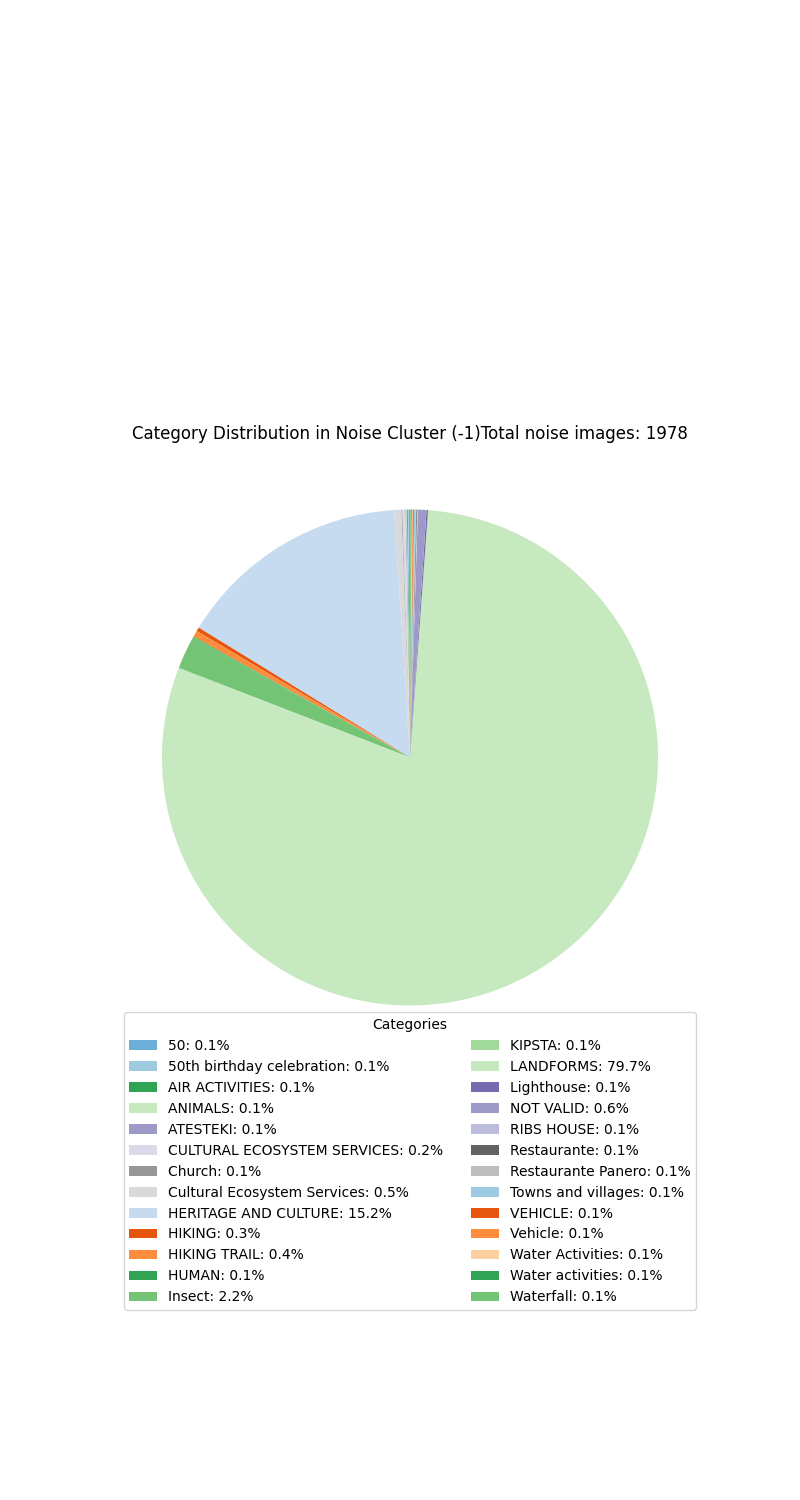 Category Distribution in Noise Cluster (-1)Total noise images: 1978
Categories
50: 0.1%
50th birthday celebration: 0.1%
AIR ACTIVITIES: 0.1%
ANIMALS: 0.1%
ATESTEKI: 0.1%
CULTURAL ECOSYSTEM SERVICES: 0.2%
Church: 0.1%
Cultural Ecosystem Services: 0.5%
HERITAGE AND CULTURE: 15.2%
HIKING: 0.3%
HIKING TRAIL: 0.4%
HUMAN: 0.1%
Insect: 2.2%
KIPSTA: 0.1%
LANDFORMS: 79.7%
Lighthouse: 0.1%
NOT VALID: 0.6%
RIBS HOUSE: 0.1%
Restaurante: 0.1%
Restaurante Panero: 0.1%
Towns and villages: 0.1%
VEHICLE: 0.1%
Vehicle: 0.1%
Water Activities: 0.1%
Water activities: 0.1%
Waterfall: 0.1%